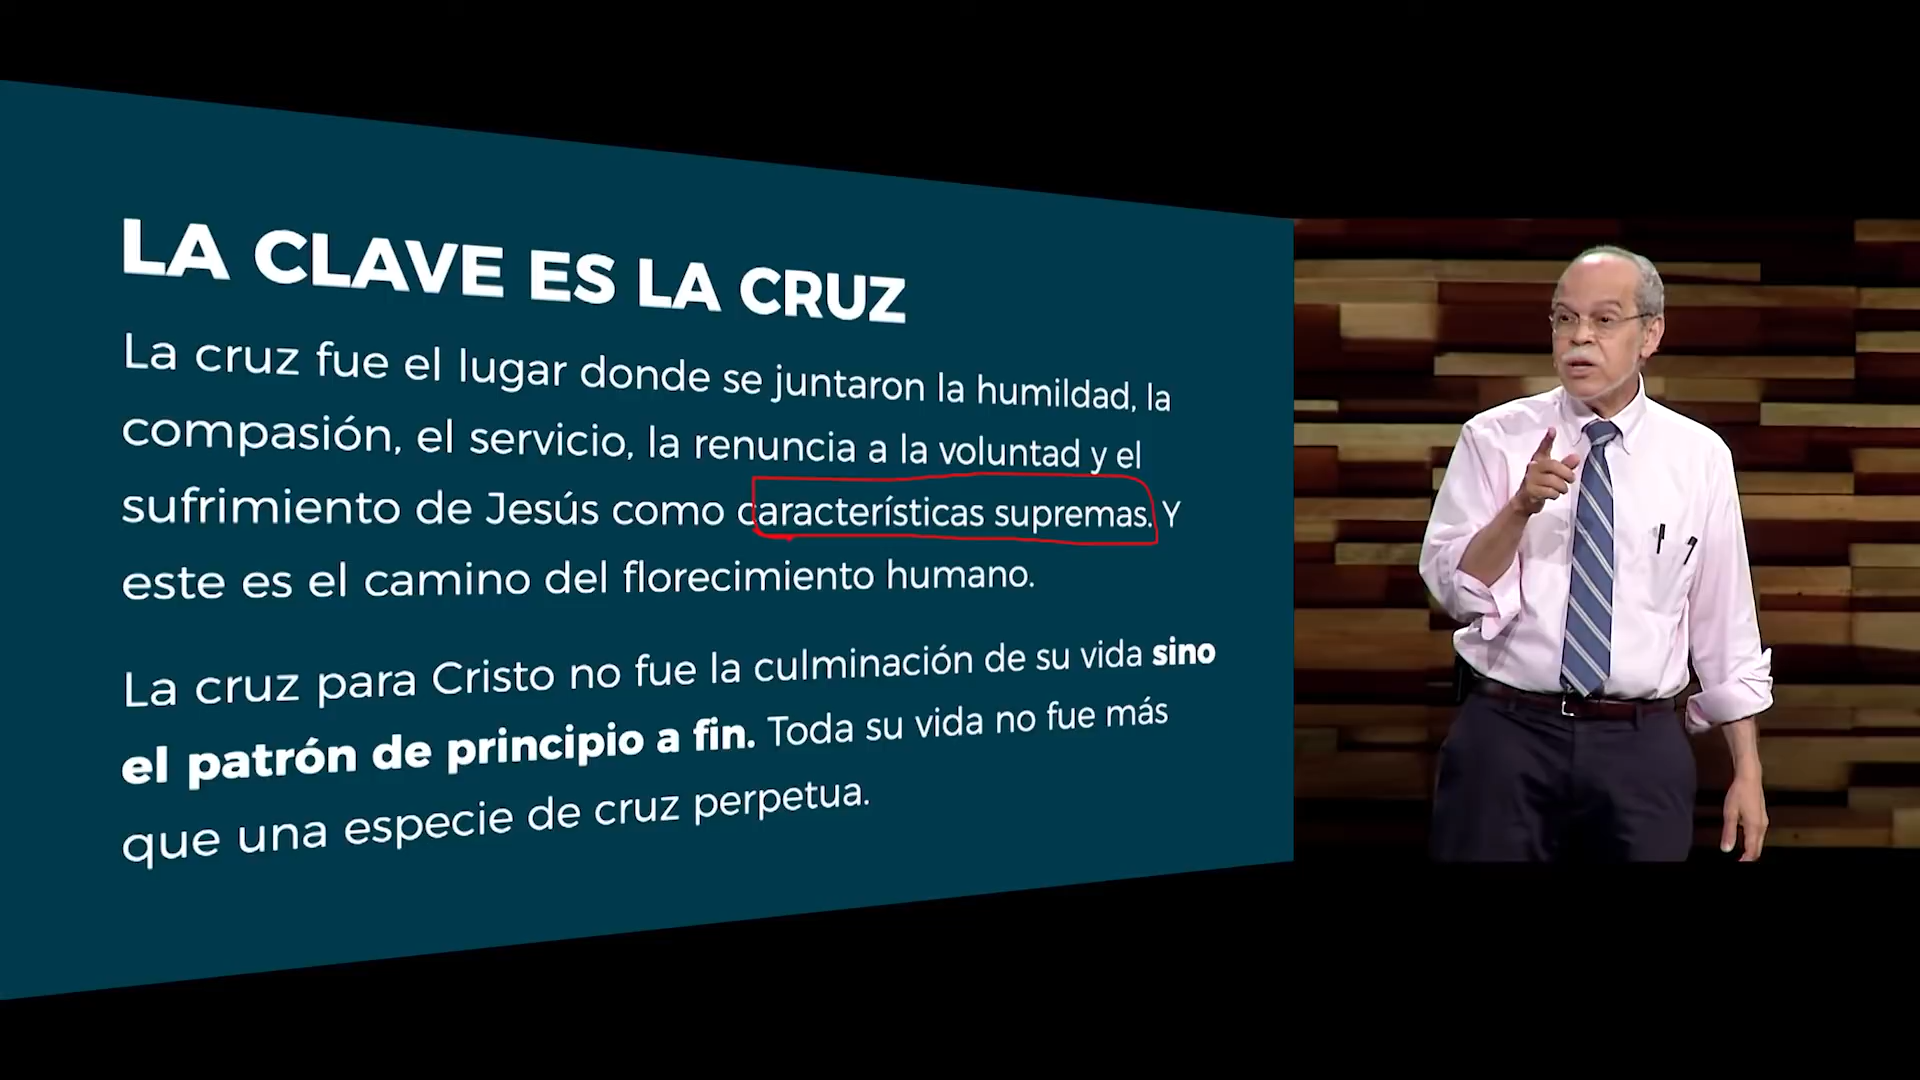 LA CLAVE ES LA CRUZ
La cruz fue el lugar donde se juntaron la humildad, la
compasión, el servicio, la renuncia a la voluntad y el
sufrimiento de Jesús como características supremas. Y
este es el camino del florecimiento humano.
La cruz para Cristo no fue la culminación de su vida sino
el patrón de principio a fin. Toda su vida no fue más
que una especie de cruz perpetua.